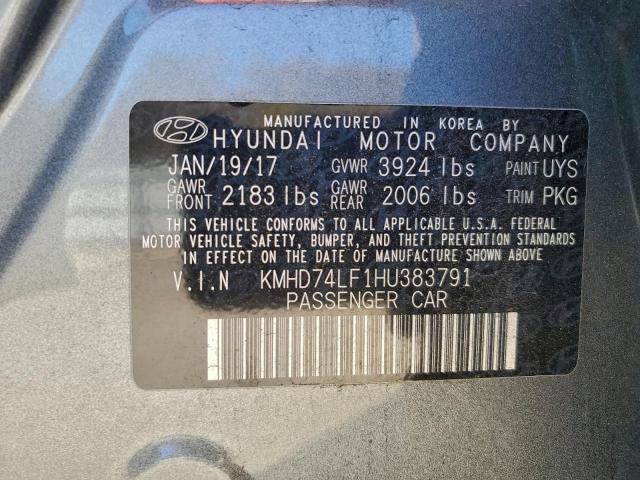 MANUFACTURED IN KOREA BY
HYUNDAI MOTOR COMPANY
JAN/19/17 GVWR 3924 lbs PAINT UYS
GAWR FRONT 2183 lbs GAWR REAR 2006 lbs TRIM PKG
THIS VEHICLE CONFORMS TO ALL APPLICABLE U.S.A. FEDERAL
MOTOR VEHICLE SAFETY, BUMPER, AND THEFT PREVENTION STANDARDS
IN EFFECT ON THE DATE OF MANUFACTURE SHOWN ABOVE
V.I.N KMHD74LF1HU383791
PASSENGER CAR